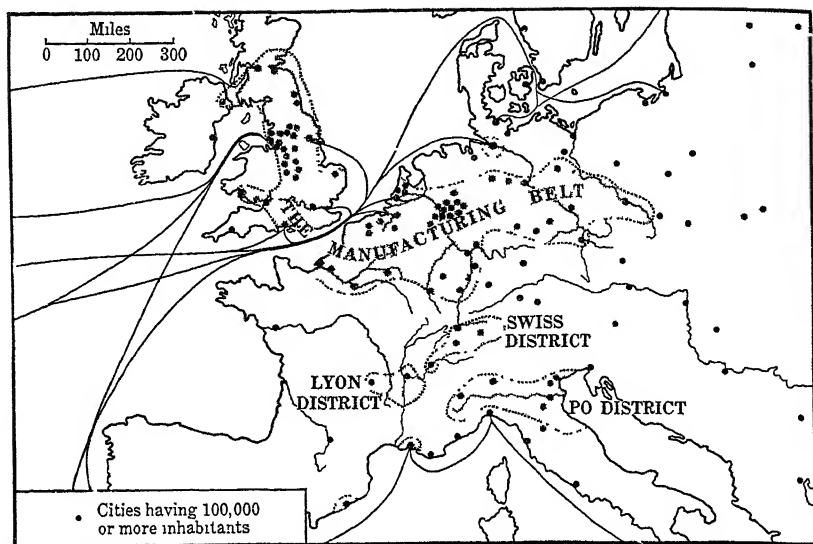 Miles
0 100 200 300
THE MANUFACTURING BELT
SWISS
DISTRICT
LYON
DISTRICT
PO DISTRICT
• Cities having 100,000
or more inhabitants